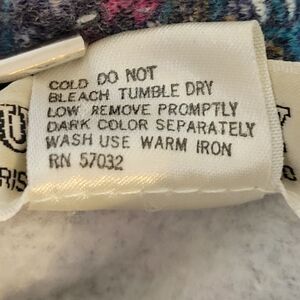 COLD DO NOT
BLEACH TUMBLE DRY
LOW REMOVE PROMPTLY
DARK COLOR SEPARATELY
WASH USE WARM IRON
RN 57032